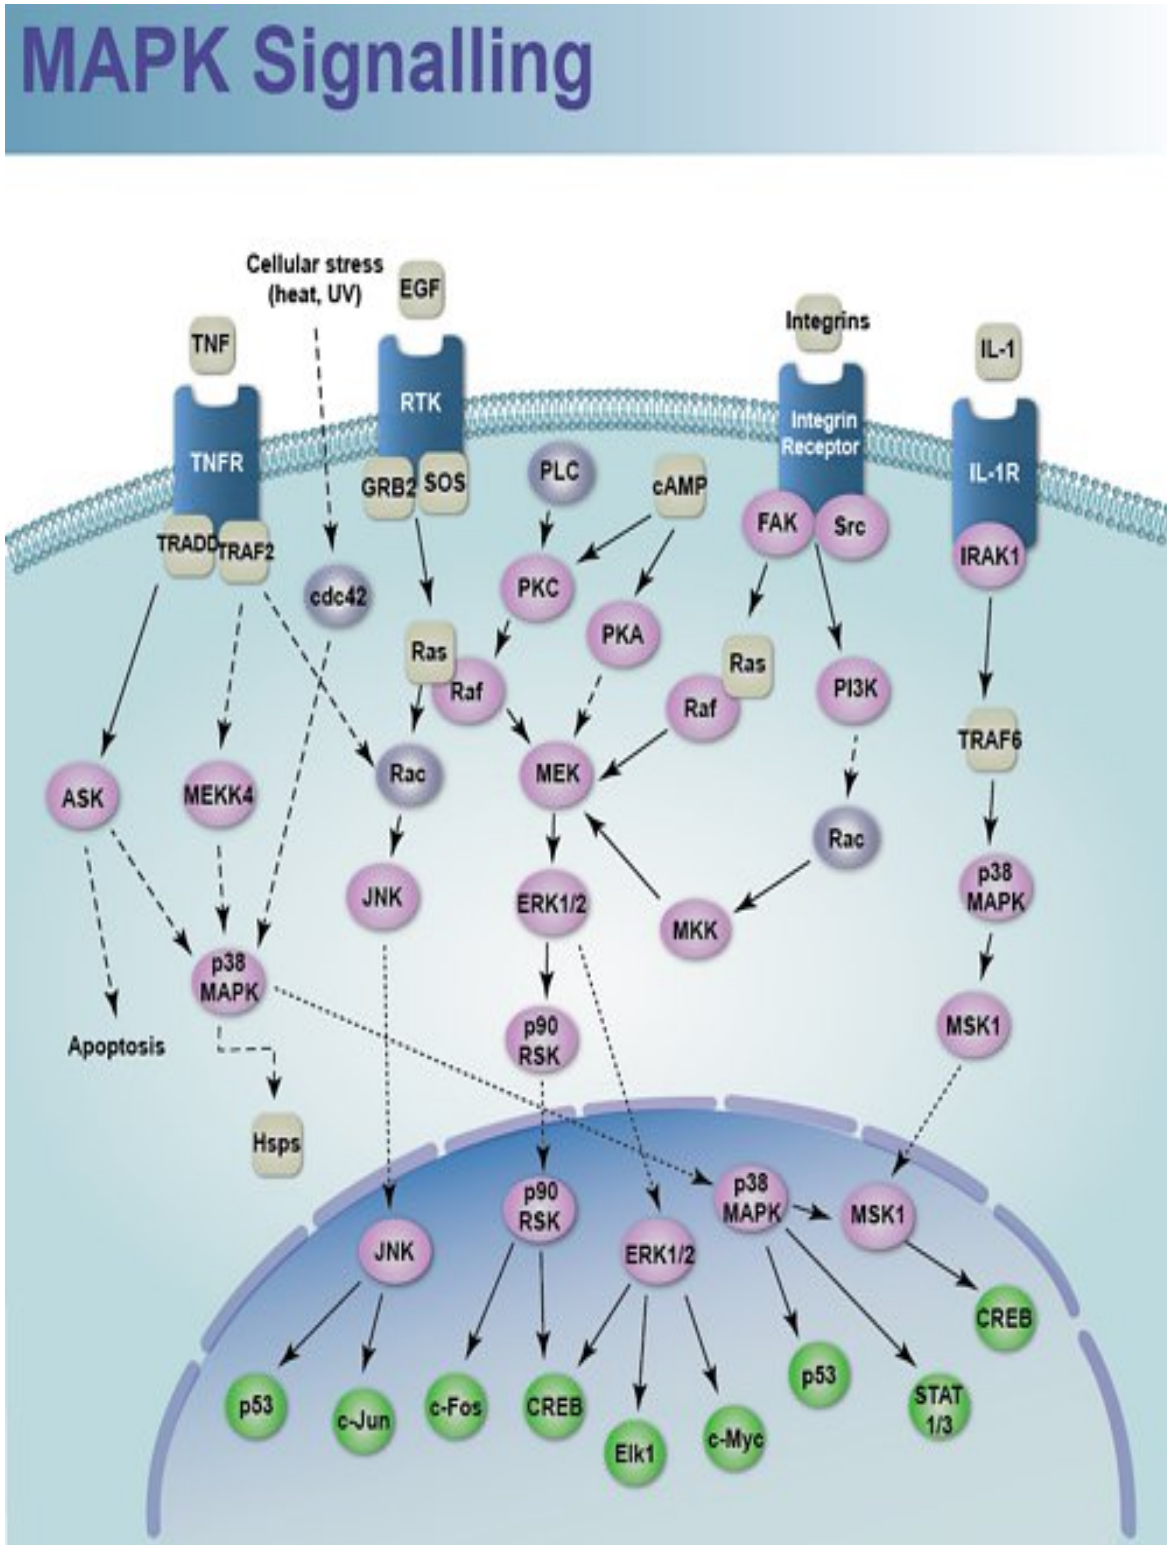 MAPK Signalling
Cellular stress
(heat, UV)
EGF
TNF
Integrins
IL-1
RTK
TNFR
Integrin
Receptor
IL-1R
GRB2
SOS
PLC
cAMP
FAK
Src
TRADD
TRAF2
IRAK1
cdc42
PKC
PKA
Ras
Raf
Ras
Raf
PI3K
TRAF6
ASK
MEKK4
Rac
MEK
Rac
JNK
ERK1/2
MKK
p38
MAPK
p38
MAPK
Apoptosis
p90
RSK
MSK1
Hsps
JNK
p90
RSK
ERK1/2
p38
MAPK
MSK1
CREB
p53
c-Jun
c-Fos
CREB
Elk1
c-Myc
p53
STAT
1/3